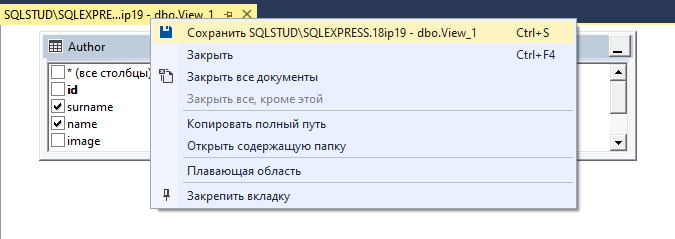 SQLSTUD\SQLEXPRE...ip19 - dbo.View_1
Сохранить SQLSTUD\SQLEXPRESS.18ip19 - dbo.View_1 Ctrl+S
Author
Закрыть Ctrl+F4
* (все столбцы)
Закрыть все документы
id
Закрыть все, кроме этой
surname
name
Копировать полный путь
image
Открыть содержащую папку
Плавающая область
Закрепить вкладку